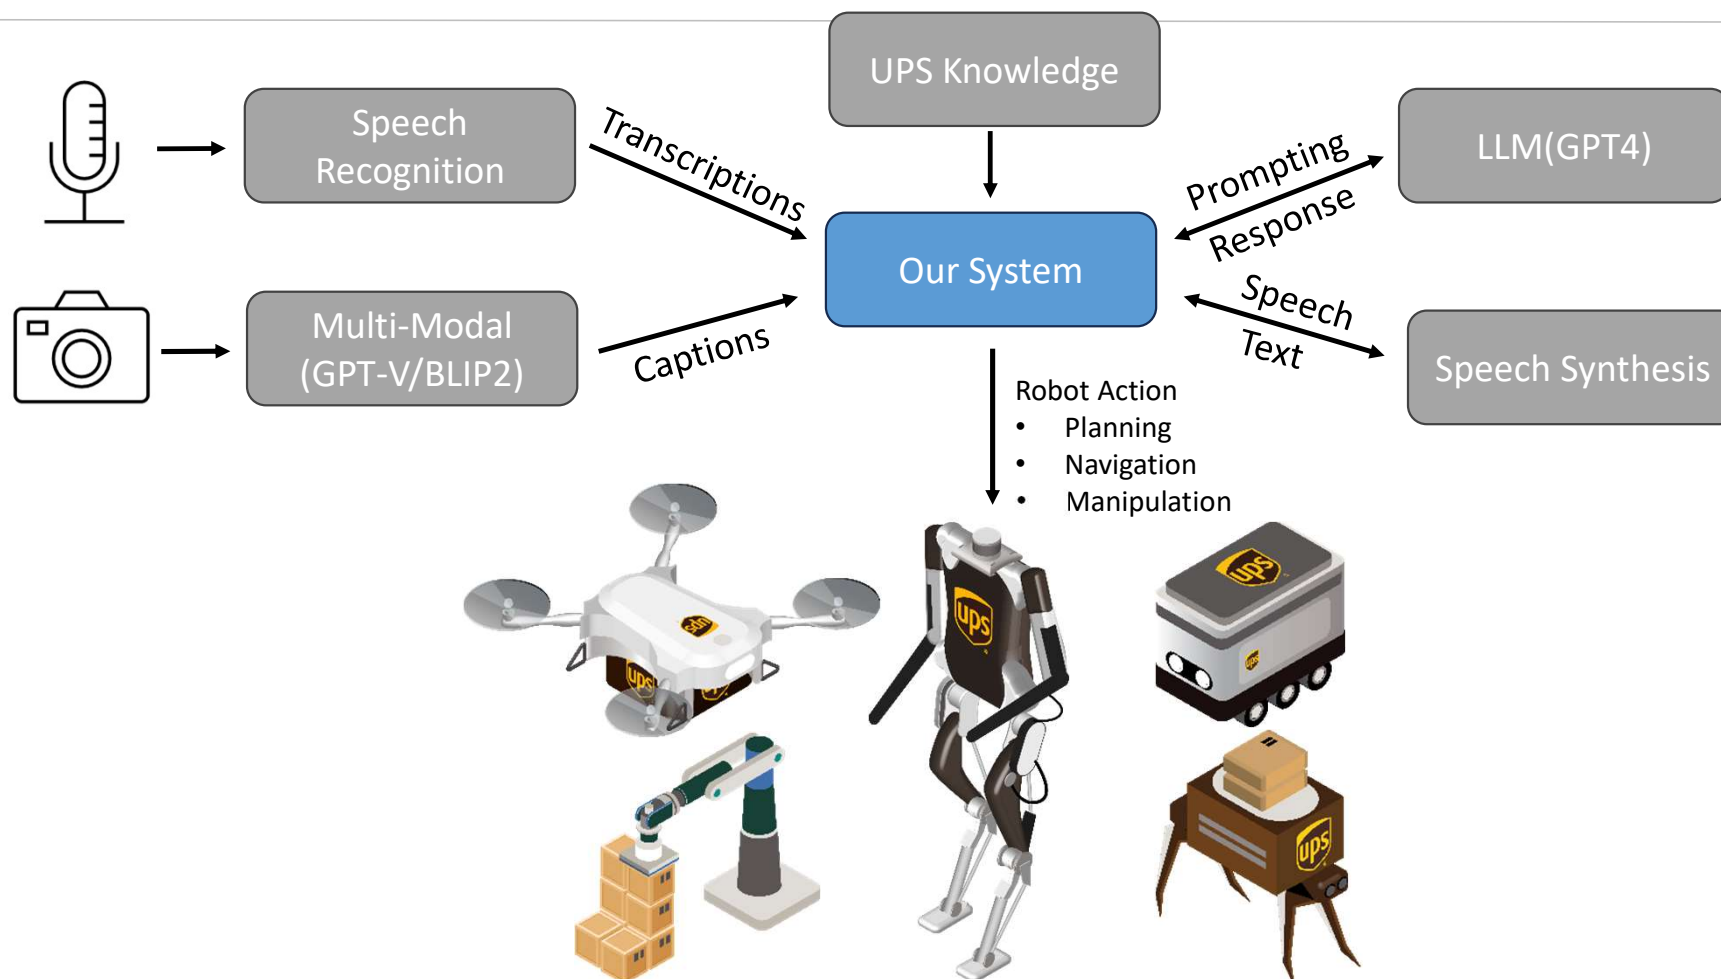 UPS Knowledge
Speech
Recognition
Transcriptions
Prompting
Response
LLM(GPT4)
Our System
Multi-Modal
(GPT-V/BLIP2)
Captions
Speech
Text
Speech Synthesis
Robot Action
• Planning
• Navigation
• Manipulation
ups
ups
ups
ups
ups
ups
ups